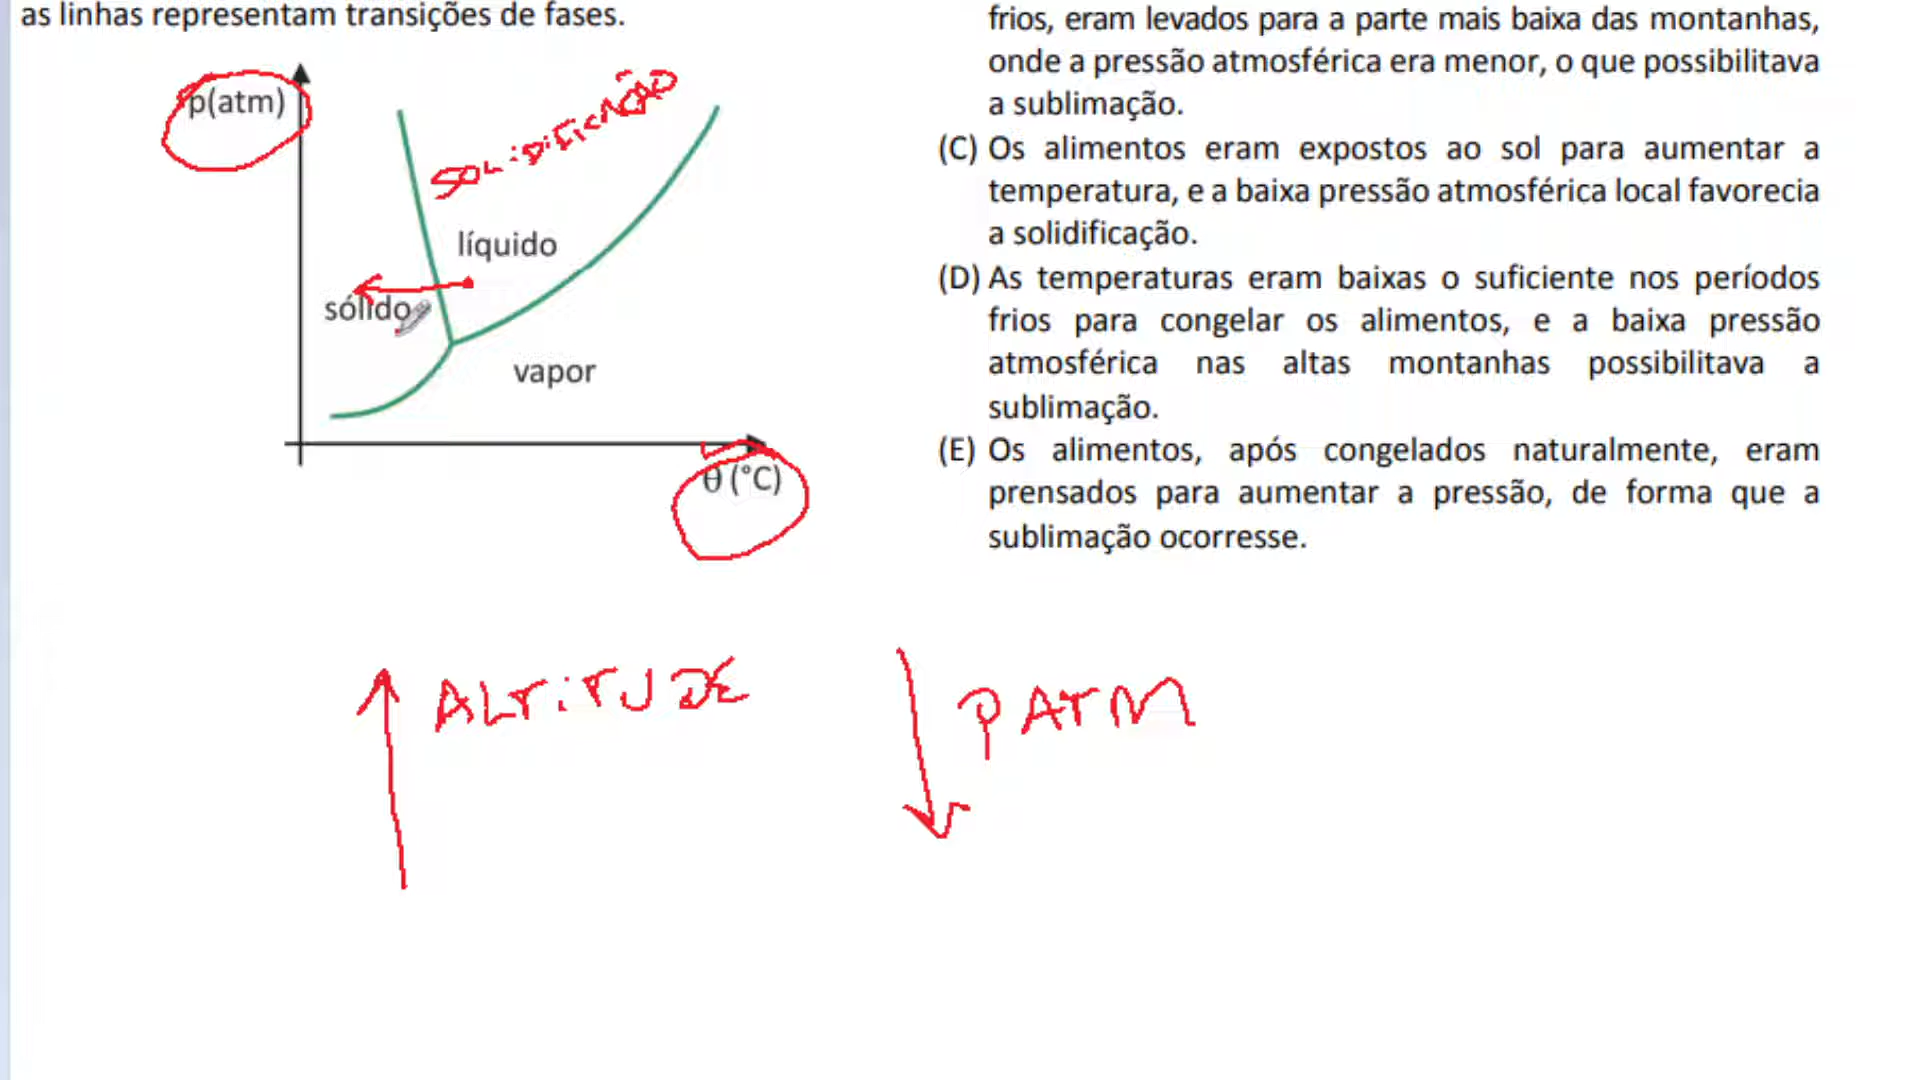 as linhas representam transições de fases.
p(atm)
SOLIDIFICAÇÃO
líquido
sólido
vapor
θ (°C)
frios, eram levados para a parte mais baixa das montanhas,
onde a pressão atmosférica era menor, o que possibilitava
a sublimação.
(C) Os alimentos eram expostos ao sol para aumentar a
temperatura, e a baixa pressão atmosférica local favorecia
a solidificação.
(D) As temperaturas eram baixas o suficiente nos períodos
frios para congelar os alimentos, e a baixa pressão
atmosférica nas altas montanhas possibilitava a
sublimação.
(E) Os alimentos, após congelados naturalmente, eram
prensados para aumentar a pressão, de forma que a
sublimação ocorresse.
ALTITUDE
PATM